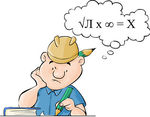 √Л x ∞ = X